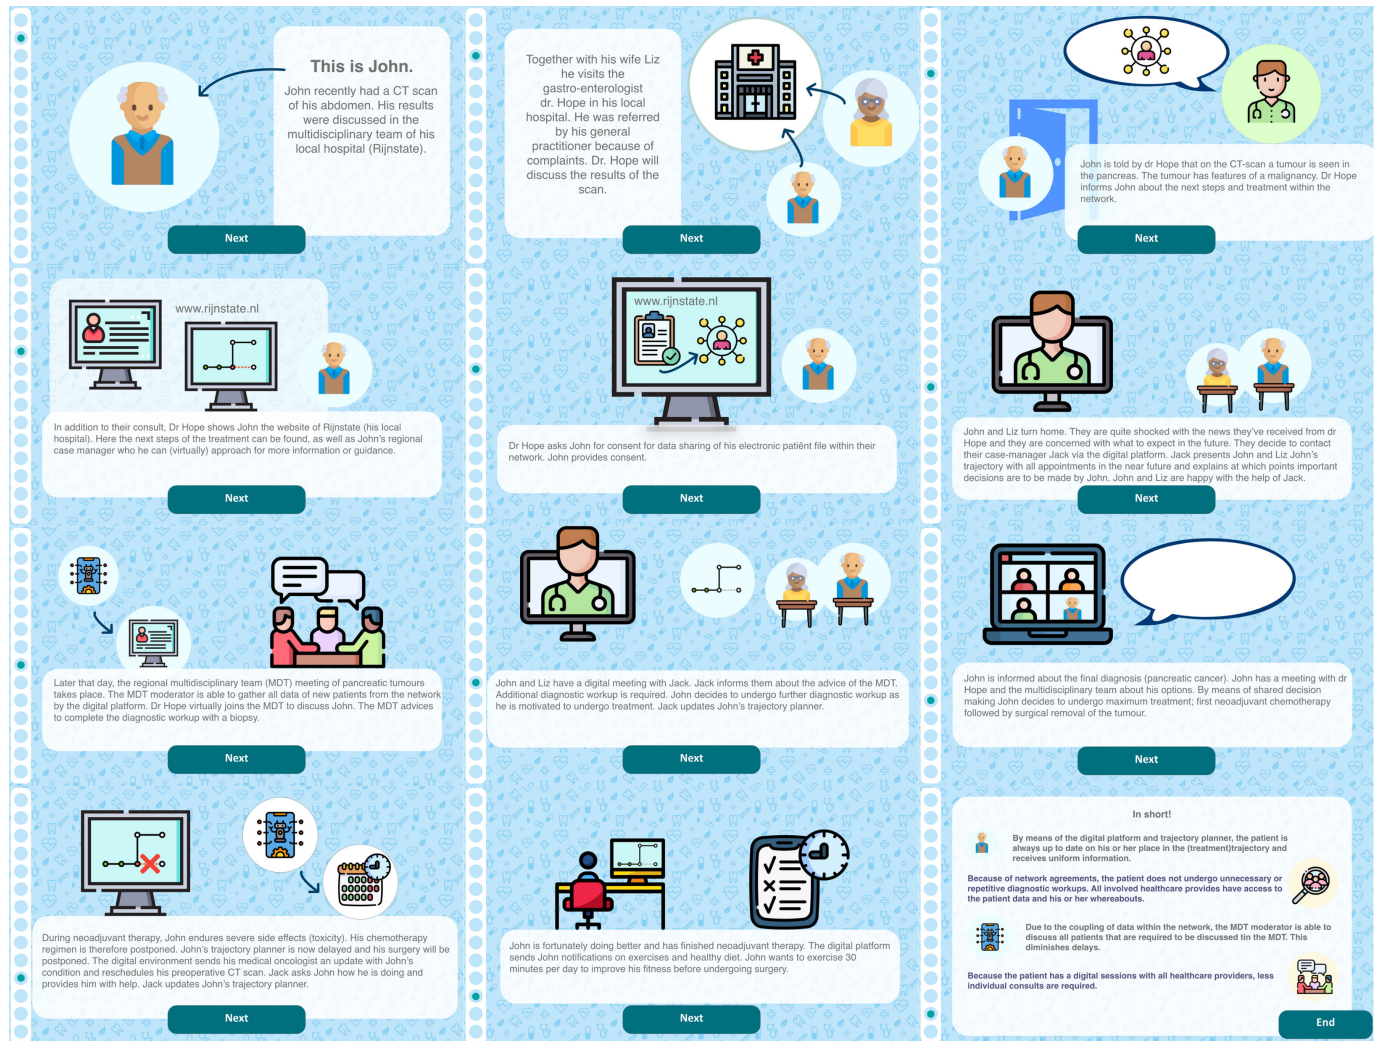 This is John.
John recently had a CT scan
of his abdomen. His results
were discussed in the
multidisciplinary team of his
local hospital (Rijnstate).
Next
Together with his wife Liz
he visits the
gastro-enterologist
dr. Hope in his local
hospital. He was referred
by his general
practitioner because of
complaints. Dr. Hope will
discuss the results of the
scan.
Next
John is told by dr Hope that on the CT-scan a tumour is seen in
the pancreas. The tumour has features of a malignancy. Dr Hope
informs John about the next steps and treatment within the
network.
Next
www.rijnstate.nl
In addition to their consult, Dr Hope shows John the website of Rijnstate (his local
hospital). Here the next steps of the treatment can be found, as well as John's regional
case manager who he can (virtually) approach for more information or guidance.
Next
www.rijnstate.nl
Dr Hope asks John for consent for data sharing of his electronic patiënt file within their
network. John provides consent.
Next
John and Liz turn home. They are quite shocked with the news they've received from dr
Hope and they are concerned with what to expect in the future. They decide to contact
their case-manager Jack via the digital platform. Jack presents John and Liz John's
trajectory with all appointments in the near future and explains at which points important
decisions are to be made by John. John and Liz are happy with the help of Jack.
Next
Later that day, the regional multidisciplinary team (MDT) meeting of pancreatic tumours
takes place. The MDT moderator is able to gather all data of new patients from the network
by the digital platform. Dr Hope virtually joins the MDT to discuss John. The MDT advices
to complete the diagnostic workup with a biopsy.
Next
John and Liz have a digital meeting with Jack. Jack informs them about the advice of the MDT.
Additional diagnostic workup is required. John decides to undergo further diagnostic workup as
he is motivated to undergo treatment. Jack updates John's trajectory planner.
Next
John is informed about the final diagnosis (pancreatic cancer). John has a meeting with dr
Hope and the multidisciplinary team about his options. By means of shared decision
making John decides to undergo maximum treatment; first neoadjuvant chemotherapy
followed by surgical removal of the tumour.
Next
During neoadjuvant therapy, John endures severe side effects (toxicity). His chemotherapy
regimen is therefore postponed. John's trajectory planner is now delayed and his surgery will be
postponed. The digital environment sends his medical oncologist an update with John's
condition and reschedules his preoperative CT scan. Jack asks John how he is doing and
provides him with help. Jack updates John's trajectory planner.
Next
John is fortunately doing better and has finished neoadjuvant therapy. The digital platform
sends John notifications on exercises and healthy diet. John wants to exercise 30
minutes per day to improve his fitness before undergoing surgery.
Next
In short!
By means of the digital platform and trajectory planner, the patient is
always up to date on his or her place in the (treatment)trajectory and
receives uniform information.
Because of network agreements, the patient does not undergo unnecessary or
repetitive diagnostic workups. All involved healthcare provides have access to
the patient data and his or her whereabouts.
Due to the coupling of data within the network, the MDT moderator is able to
discuss all patients that are required to be discussed tin the MDT. This
diminishes delays.
Because the patient has a digital sessions with all healthcare providers, less
individual consults are required.
End